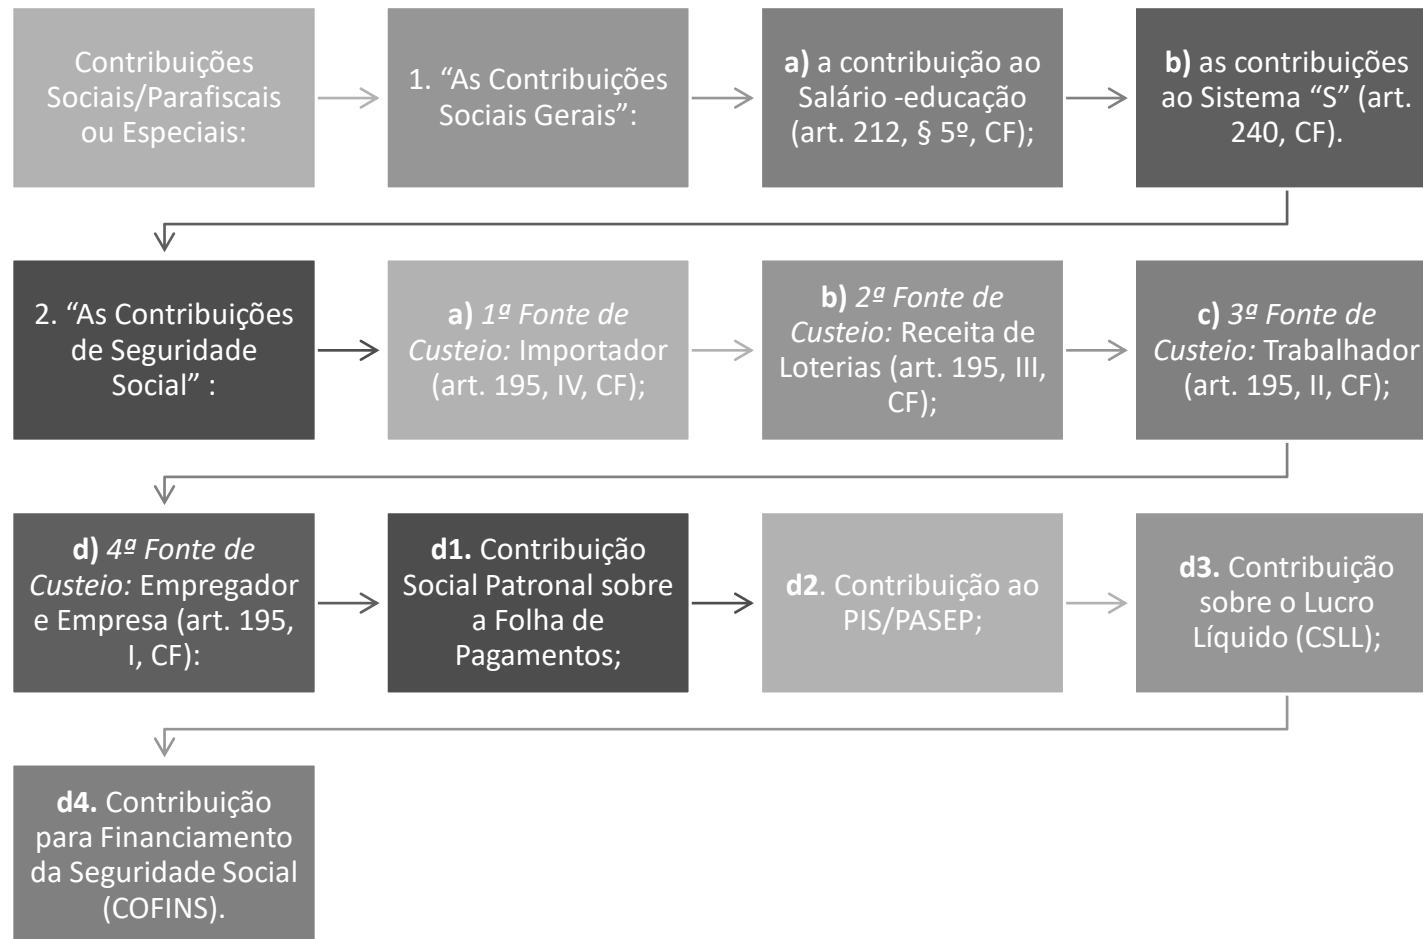 Contribuições
Sociais/Parafiscais
ou Especiais:
1. “As Contribuições
Sociais Gerais”:
a) a contribuição ao
Salário -educação
(art. 212, § 5º, CF);
b) as contribuições
ao Sistema “S” (art.
240, CF).
2. “As Contribuições
de Seguridade
Social” :
a) 1ª Fonte de
Custeio: Importador
(art. 195, IV, CF);
b) 2ª Fonte de
Custeio: Receita de
Loterias (art. 195, III,
CF);
c) 3ª Fonte de
Custeio: Trabalhador
(art. 195, II, CF);
d) 4ª Fonte de
Custeio: Empregador
e Empresa (art. 195,
I, CF):
d1. Contribuição
Social Patronal sobre
a Folha de
Pagamentos;
d2. Contribuição ao
PIS/PASEP;
d3. Contribuição
sobre o Lucro
Líquido (CSLL);
d4. Contribuição
para Financiamento
da Seguridade Social
(COFINS).